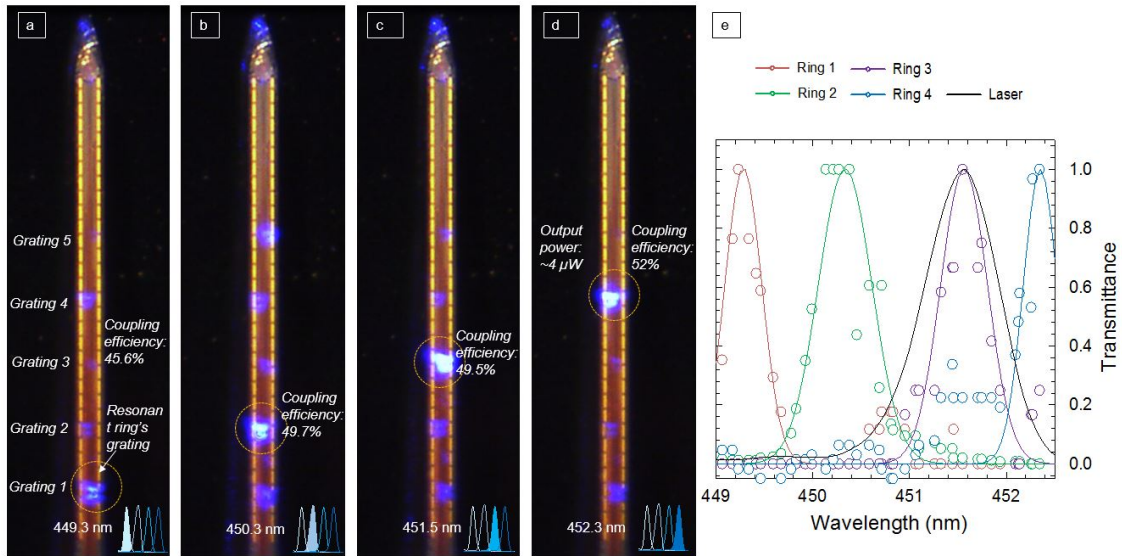 a
Grating 5
Grating 4
Coupling
efficiency:
45.6%
Grating 3
Resonan
t ring's
grating
Grating 2
Grating 1
449.3 nm
b
Coupling
efficiency:
49.7%
450.3 nm
c
Coupling
efficiency:
49.5%
451.5 nm
d
Output
power:
~4 µW
Coupling
efficiency:
52%
452.3 nm
e
Ring 1
Ring 3
Ring 2
Ring 4
Laser
1.0
0.8
0.6
0.4
0.2
0.0
Transmittance
449
450
451
452
Wavelength (nm)